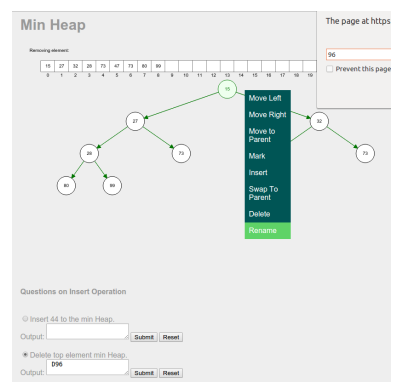 Min Heap
The page at https
96
Prevent this page
Removing element:
15 27 32 28 73 47 73 80 99
0 1 2 3 4 5 6 7 8 9 10 11 12 13 14 15 16 17 18 19
15
Move Left
Move Right
Move to
Parent
Mark
Insert
Swap To
Parent
Delete
Rename
27
32
28
73
73
80
99
Questions on Insert Operation
Insert 44 to the min Heap.
Output: Submit Reset
Delete top element min Heap.
D96
Output: Submit Reset